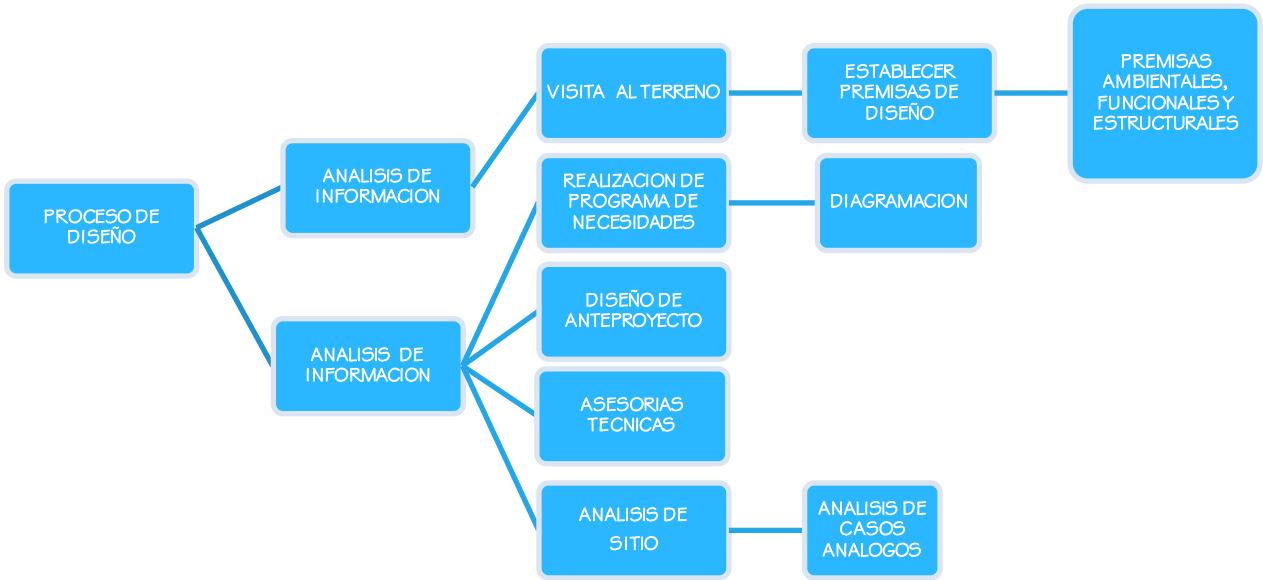 PROCESO DE
DISEÑO
ANALISIS DE
INFORMACION
VISITA AL TERRENO
ESTABLECER
PREMISAS DE
DISEÑO
PREMISAS
AMBIENTALES,
FUNCIONALES Y
ESTRUCTURALES
ANALISIS DE
INFORMACION
REALIZACION DE
PROGRAMA DE
NECESIDADES
DIAGRAMACION
DISEÑO DE
ANTEPROYECTO
ASESORIAS
TECNICAS
ANALISIS DE
SITIO
ANALISIS DE
CASOS
ANALOGOS